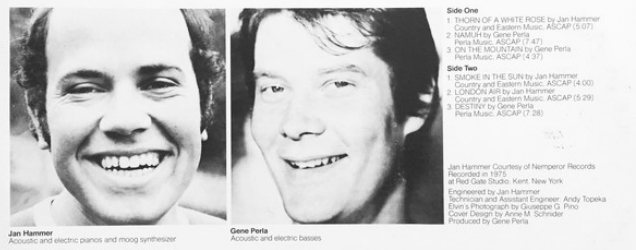 Side One
1. THORN OF A WHITE ROSE by Jan Hammer
Country and Eastern Music, ASCAP (5:07)
2. NAMUH by Gene Perla
Perla Music, ASCAP (7:47)
3. ON THE MOUNTAIN by Gene Perla
Perla Music, ASCAP (4:37)
Side Two
1. SMOKE IN THE SUN by Jan Hammer
Country and Eastern Music, ASCAP (4:00)
2. LONDON AIR by Jan Hammer
Country and Eastern Music, ASCAP (5:29)
3. DESTINY by Gene Perla
Perla Music, ASCAP (7:28)
Jan Hammer Courtesy of Nemperor Records
Recorded in 1975
at Red Gate Studio, Kent, New York
Engineered by Jan Hammer
Technician and Assistant Engineer: Andy Topeka
Elvin's Photograph by Giuseppe G. Pino
Cover Design by Anne M. Schnider
Produced by Gene Perla
Jan Hammer
Acoustic and electric pianos and moog synthesizer
Gene Perla
Acoustic and electric basses